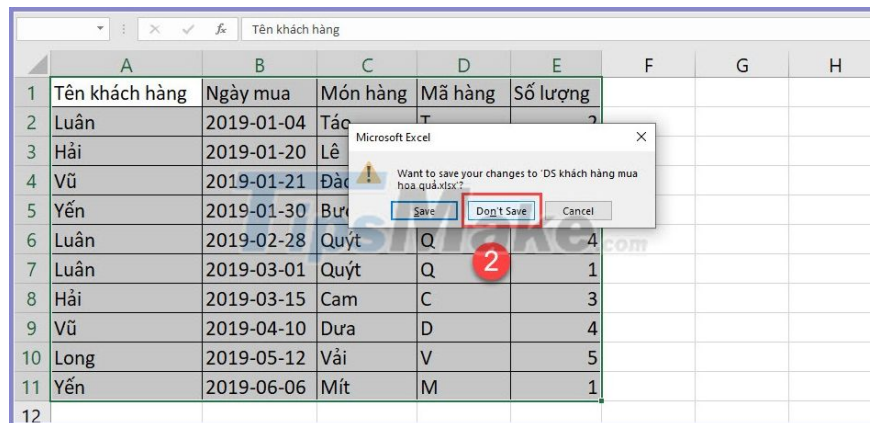 fx Tên khách hàng
A B C D E F G H
1 Tên khách hàng Ngày mua Món hàng Mã hàng Số lượng
2 Luân 2019-01-04 Táo T 2
3 Hải 2019-01-20 Lê
4 Vũ 2019-01-21
5 Yến 2019-01-30
6 Luân 2019-02-28 Quýt Q 4
7 Luân 2019-03-01 Quýt Q 1
8 Hải 2019-03-15 Cam C 3
9 Vũ 2019-04-10 Dưa D 4
10 Long 2019-05-12 Vải V 5
11 Yến 2019-06-06 Mít M 1
12
Microsoft Excel
Want to save your changes to 'DS khách hàng mua
hoa quả.xlsx'?
Save Don't Save Cancel
2
TipsMake.com